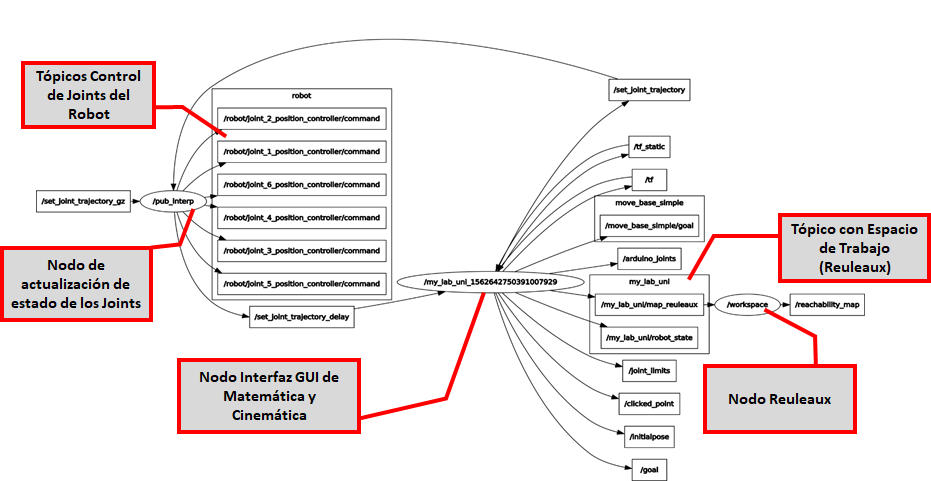 Tópicos Control
de Joints del
Robot
robot
/robot/joint_2_position_controller/command
/robot/joint_1_position_controller/command
/robot/joint_6_position_controller/command
/robot/joint_4_position_controller/command
/robot/joint_3_position_controller/command
/robot/joint_5_position_controller/command
/set_joint_trajectory_gz
/pub_interp
Nodo de
actualización de
estado de los Joints
/set_joint_trajectory_delay
Nodo Interfaz GUI de
Matemática y
Cinemática
/my_lab_uni_1562642750391007929
/set_joint_trajectory
/tf_static
/tf
move_base_simple
/move_base_simple/goal
/arduino_joints
my_lab_uni
/my_lab_uni/map_reuleaux
/my_lab_uni/robot_state
/joint_limits
/clicked_point
/initialpose
/goal
Tópico con Espacio
de Trabajo
(Reuleaux)
/workspace
/reachability_map
Nodo Reuleaux